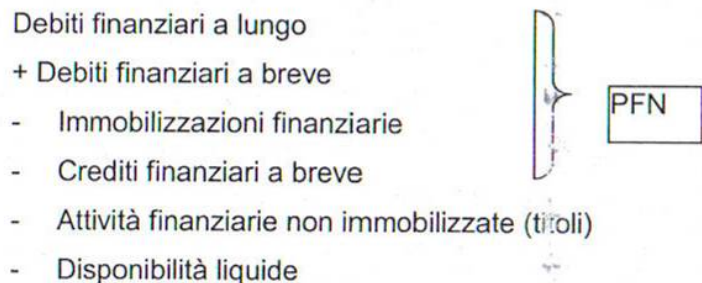 Debiti finanziari a lungo
+ Debiti finanziari a breve
- Immobilizzazioni finanziarie
PFN
- Crediti finanziari a breve
- Attività finanziarie non immobilizzate (titoli)
- Disponibilità liquide